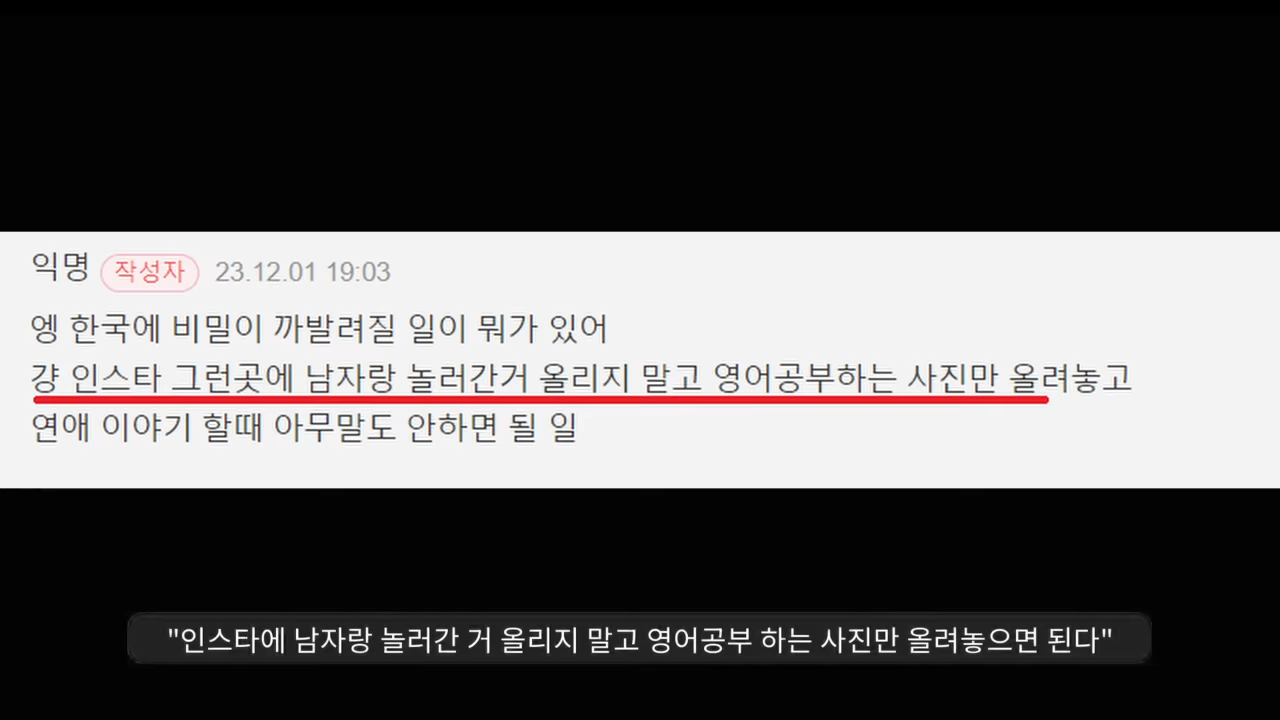 익명 작성자 23.12.01 19:03
엥 한국에 비밀이 까발려질 일이 뭐가 있어
걍 인스타 그런곳에 남자랑 놀러간거 올리지 말고 영어공부하는 사진만 올려놓고
연애 이야기 할때 아무말도 안하면 될 일
"인스타에 남자랑 놀러간 거 올리지 말고 영어공부 하는 사진만 올려놓으면 된다"